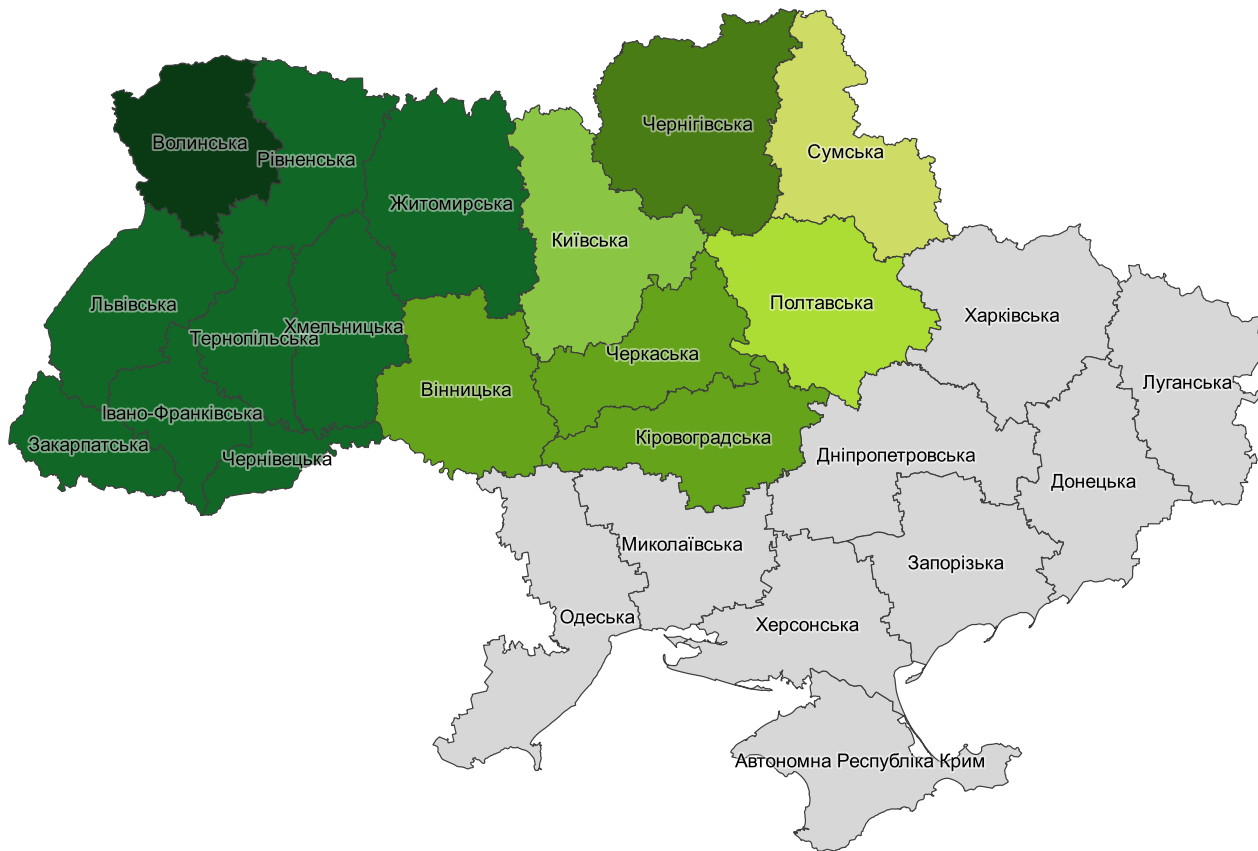 Чернігівська
Сумська
Волинська
Рівненська
Житомирська
Київська
Львівська
Тернопільська
Хмельницька
Полтавська
Харківська
Черкаська
Вінницька
Луганська
Івано-Франківська
Закарпатська
Чернівецька
Кіровоградська
Дніпропетровська
Донецька
Миколаївська
Запорізька
Одеська
Херсонська
Автономна Республіка Крим